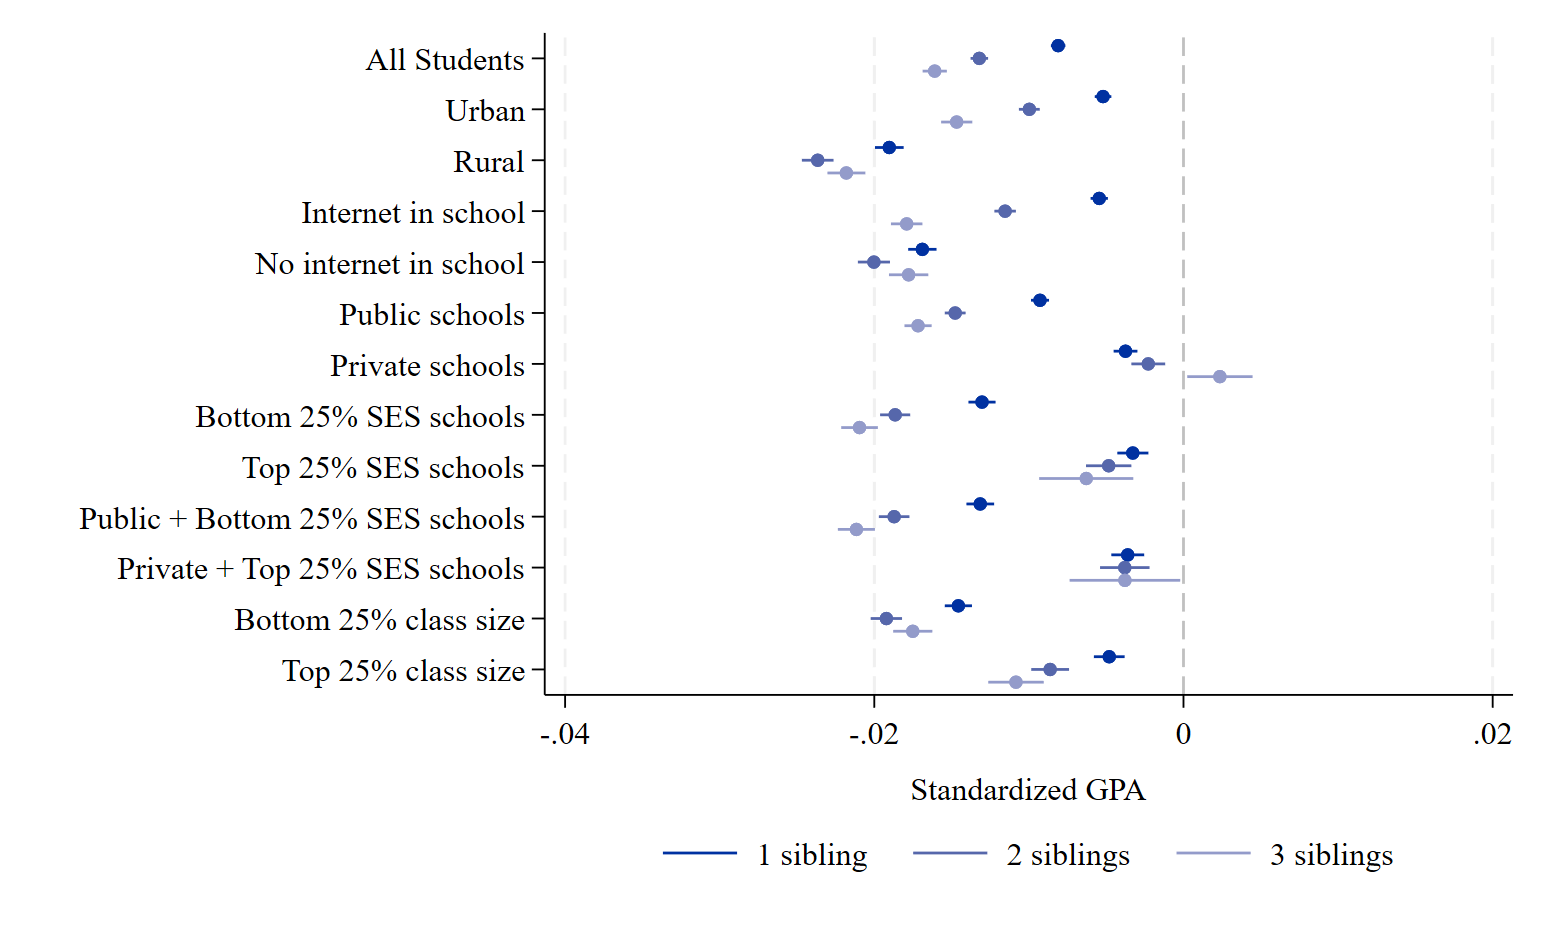 All Students
Urban
Rural
Internet in school
No internet in school
Public schools
Private schools
Bottom 25% SES schools
Top 25% SES schools
Public + Bottom 25% SES schools
Private + Top 25% SES schools
Bottom 25% class size
Top 25% class size
-.04 -.02 0 .02
Standardized GPA
1 sibling 2 siblings 3 siblings